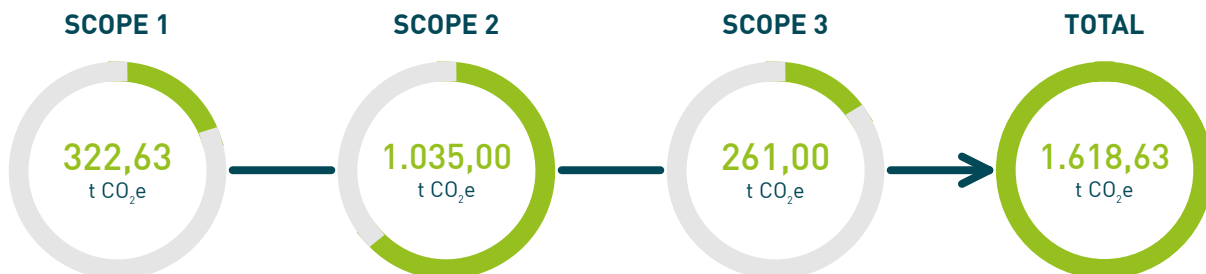 SCOPE 1
322,63
t CO₂e
SCOPE 2
1.035,00
t CO₂e
SCOPE 3
261,00
t CO₂e
TOTAL
1.618,63
t CO₂e